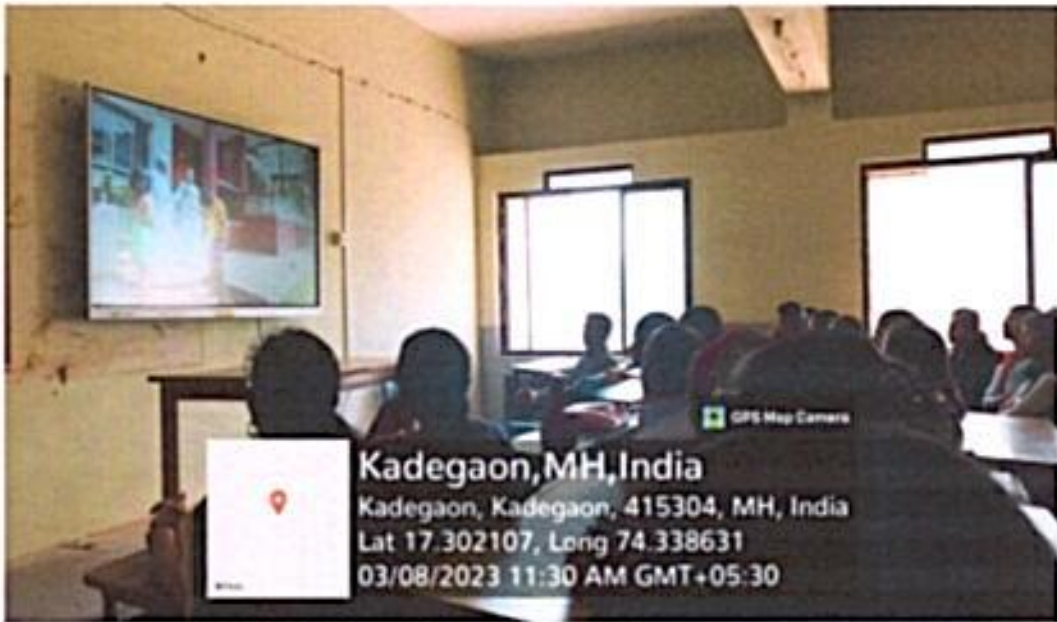 GPS Map Camera
Kadegaon,MH,India
Kadegaon, Kadegaon, 415304, MH, India
Lat 17.302107, Long 74.338631
03/08/2023 11:30 AM GMT+05:30